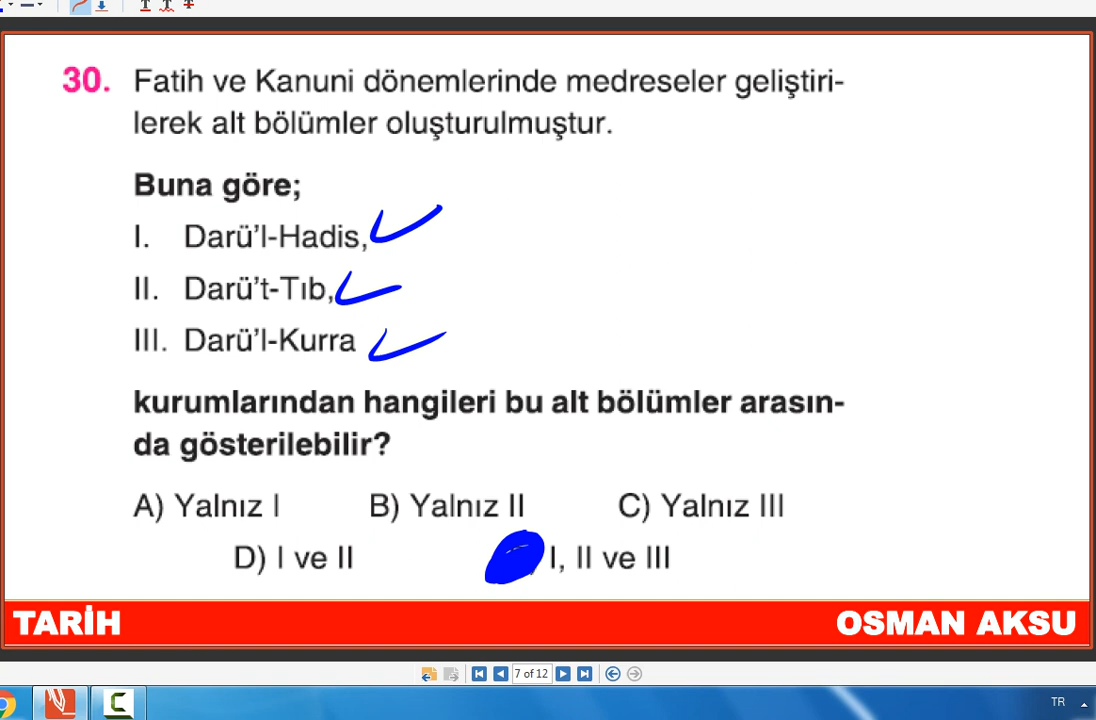 30. Fatih ve Kanuni dönemlerinde medreseler geliştiri-
lerek alt bölümler oluşturulmuştur.
Buna göre;
I. Darü'l-Hadis,
II. Darü't-Tıb,
III. Darü'l-Kurra
kurumlarından hangileri bu alt bölümler arasın-
da gösterilebilir?
A) Yalnız I B) Yalnız II C) Yalnız III
D) I ve II I, II ve III
TARİH OSMAN AKSU
7 of 12
TR